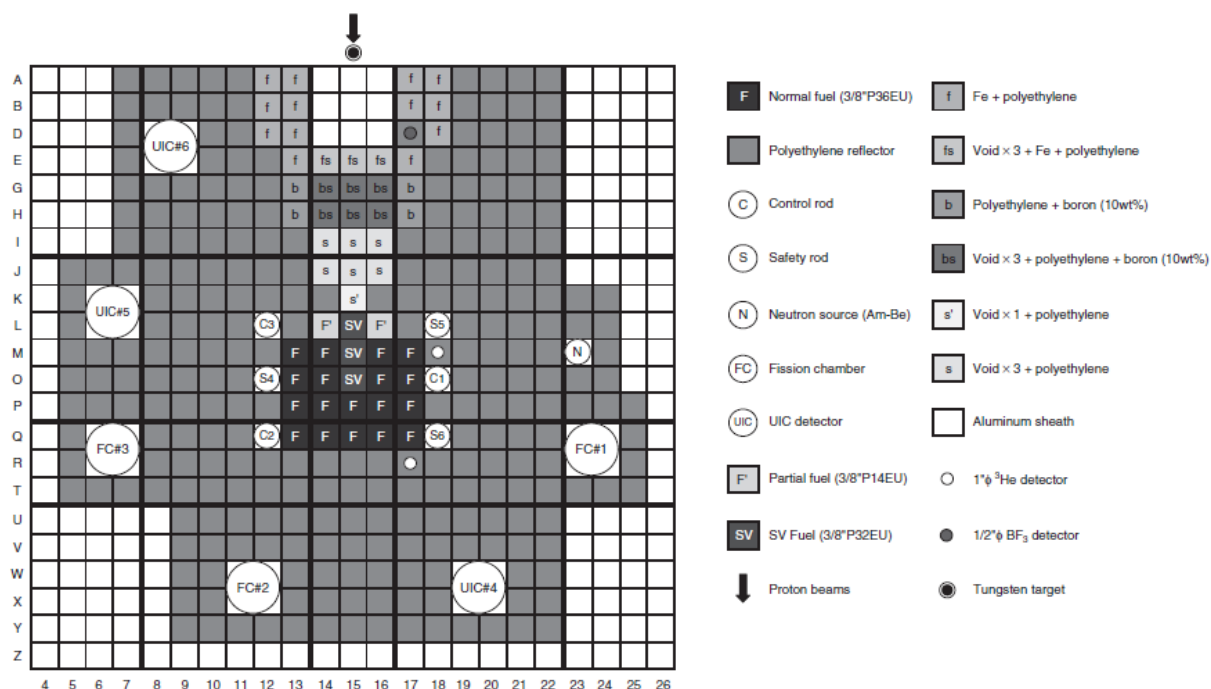 A f f f f
B f f f f
D f f f
UIC#6
E f fs fs fs f
G b bs bs bs b
H b bs bs bs b
I s s s
J s s s
K s'
UIC#5
L C3 F' SV F' S5
M F F SV F F N
O S4 F F SV F F C1
P F F F F F
Q C2 F F F F F S6
FC#3 FC#1
R
T
U
V
W
FC#2 UIC#4
X
Y
Z
4 5 6 7 8 9 10 11 12 13 14 15 16 17 18 19 20 21 22 23 24 25 26
F Normal fuel (3/8"P36EU)
Polyethylene reflector
C Control rod
S Safety rod
N Neutron source (Am-Be)
FC Fission chamber
UIC UIC detector
F' Partial fuel (3/8"P14EU)
SV SV Fuel (3/8"P32EU)
Proton beams
f Fe + polyethylene
fs Void × 3 + Fe + polyethylene
b Polyethylene + boron (10wt%)
bs Void × 3 + polyethylene + boron (10wt%)
s' Void × 1 + polyethylene
s Void × 3 + polyethylene
Aluminum sheath
1"ϕ ³He detector
1/2"ϕ BF₃ detector
Tungsten target